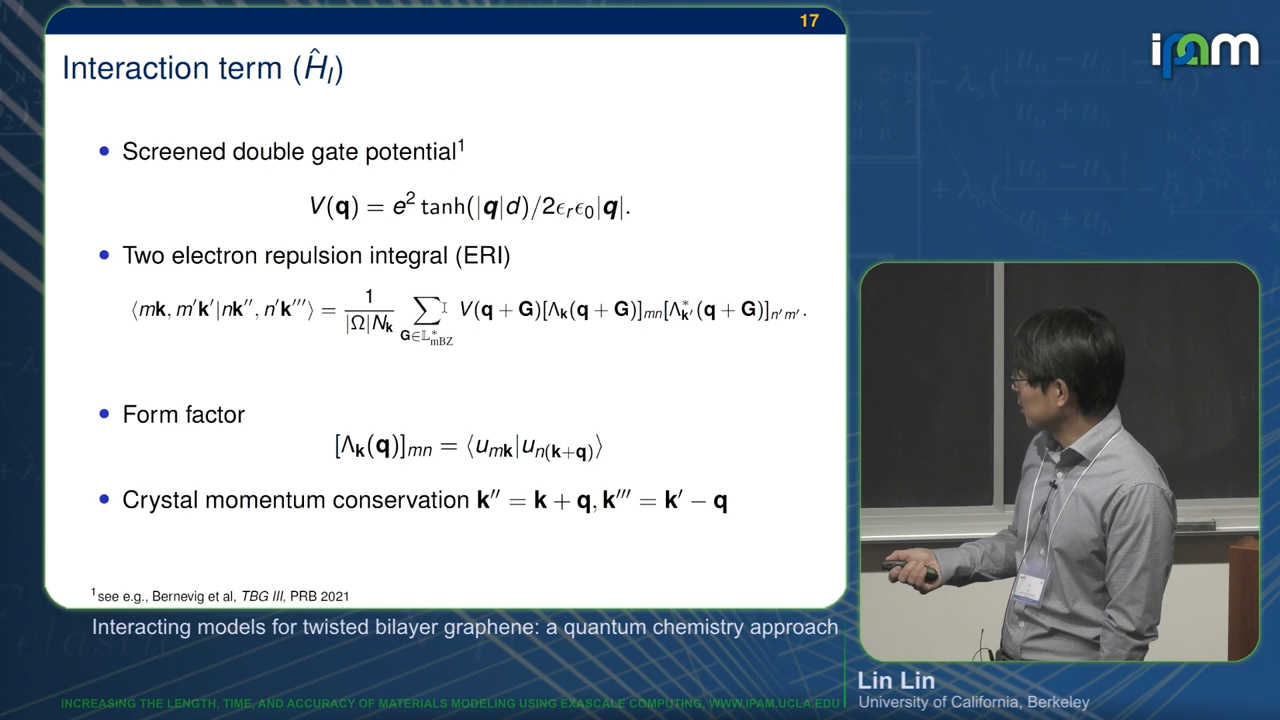 17
ipam
Interaction term (Ĥ_I)
• Screened double gate potential¹
V(q) = e² tanh(|q|d)/2ϵ_rϵ_0|q|.
• Two electron repulsion integral (ERI)
⟨mk, m′k′|nk″, n′k‴⟩ = 1/(|Ω|N_k) ∑_{G∈𝕃*_mBZ} V(q + G)[Λ_k(q + G)]_mn[Λ*_k′(q + G)]_n′m′.
• Form factor
[Λ_k(q)]_mn = ⟨u_mk|u_n(k+q)⟩
• Crystal momentum conservation k″ = k + q, k‴ = k′ − q
¹see e.g., Bernevig et al, TBG III, PRB 2021
Interacting models for twisted bilayer graphene: a quantum chemistry approach
Lin Lin
University of California, Berkeley
INCREASING THE LENGTH, TIME, AND ACCURACY OF MATERIALS MODELING USING EXASCALE COMPUTING, WWW.IPAM.UCLA.EDU